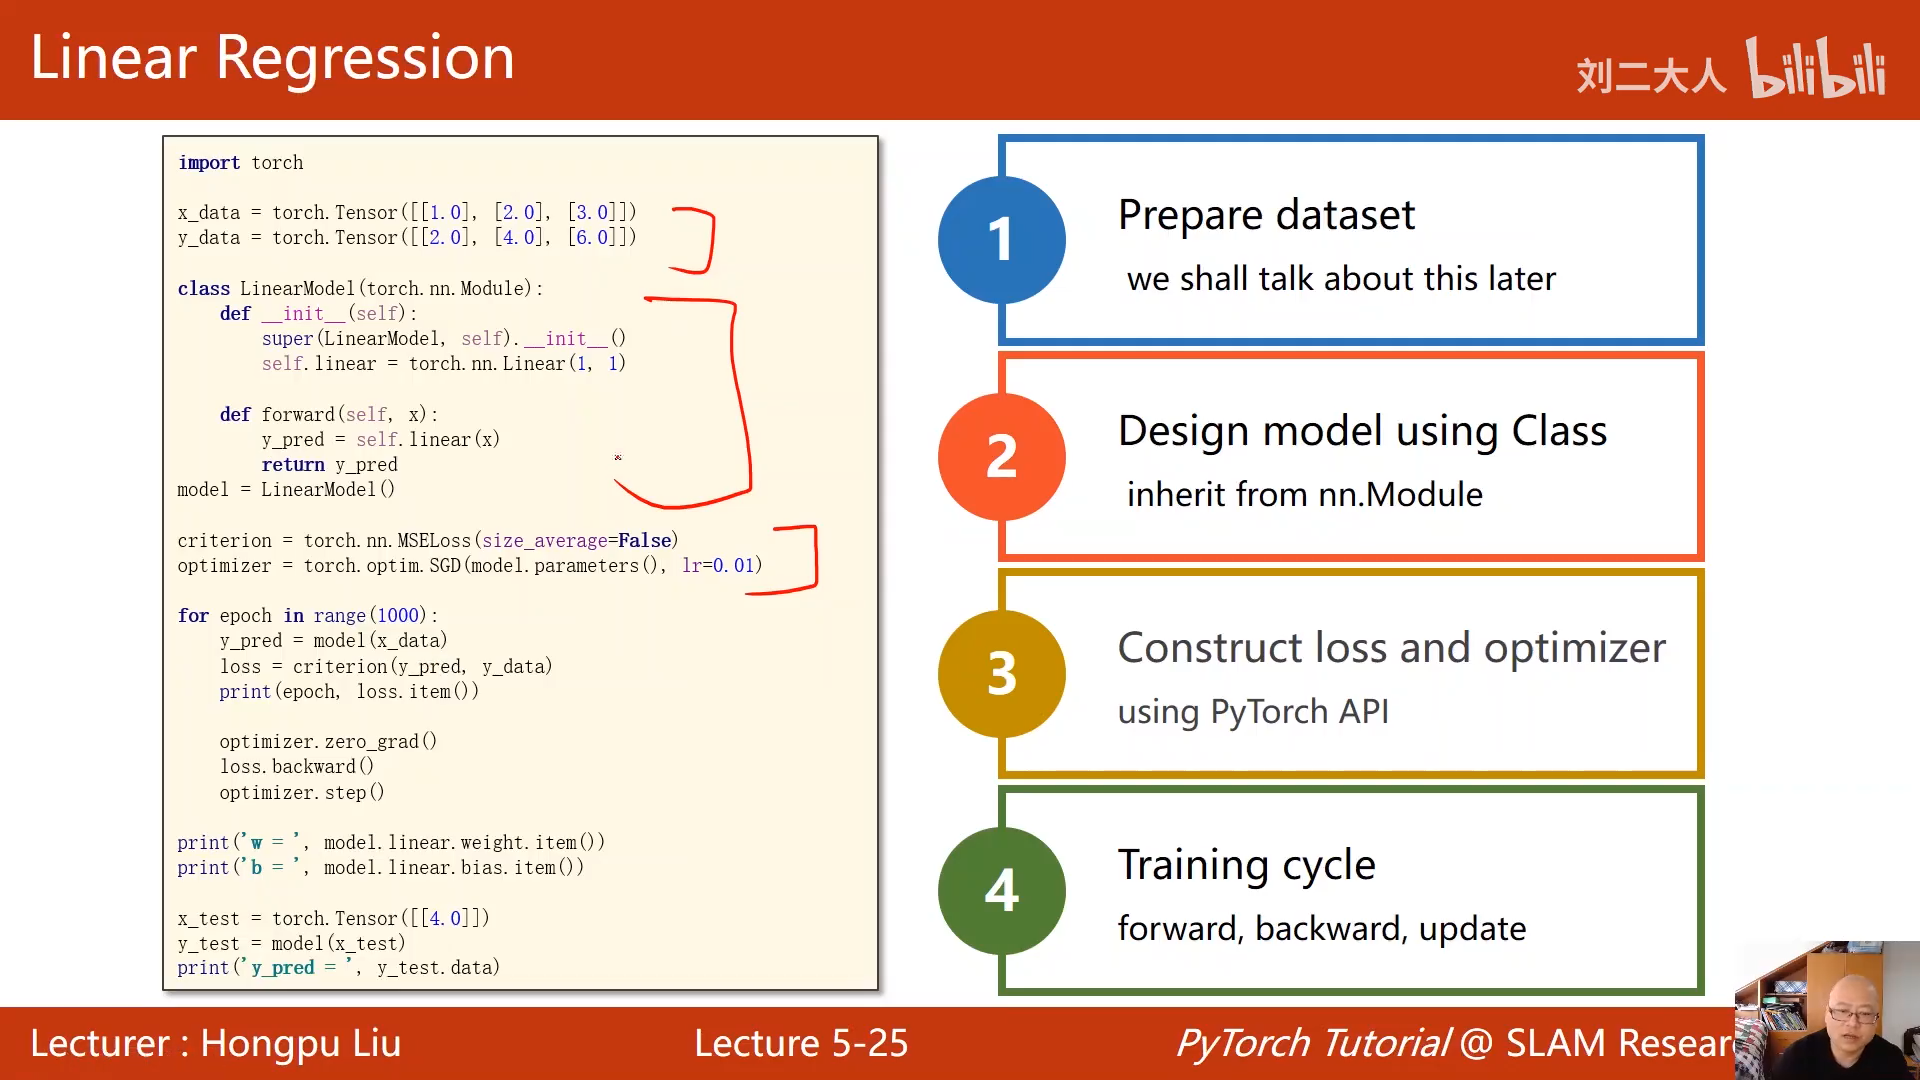 Linear Regression
刘二大人 bilibili
import torch
x_data = torch.Tensor([[1.0], [2.0], [3.0]])
y_data = torch.Tensor([[2.0], [4.0], [6.0]])
class LinearModel(torch.nn.Module):
def __init__(self):
super(LinearModel, self).__init__()
self.linear = torch.nn.Linear(1, 1)
def forward(self, x):
y_pred = self.linear(x)
return y_pred
model = LinearModel()
criterion = torch.nn.MSELoss(size_average=False)
optimizer = torch.optim.SGD(model.parameters(), lr=0.01)
for epoch in range(1000):
y_pred = model(x_data)
loss = criterion(y_pred, y_data)
print(epoch, loss.item())
optimizer.zero_grad()
loss.backward()
optimizer.step()
print('w = ', model.linear.weight.item())
print('b = ', model.linear.bias.item())
x_test = torch.Tensor([[4.0]])
y_test = model(x_test)
print('y_pred = ', y_test.data)
1
Prepare dataset
we shall talk about this later
2
Design model using Class
inherit from nn.Module
3
Construct loss and optimizer
using PyTorch API
4
Training cycle
forward, backward, update
Lecturer : Hongpu Liu
Lecture 5-25
PyTorch Tutorial @ SLAM Resear